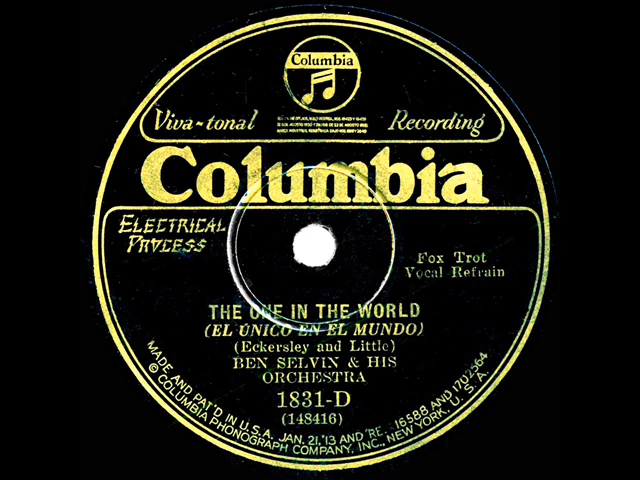 Columbia
Viva-tonal Recording
Columbia
ELECTRICAL
PROCESS
Fox Trot
Vocal Refrain
THE ONE IN THE WORLD
(EL ÚNICO EN EL MUNDO)
(Eckersley and Little)
BEN SELVIN & HIS
ORCHESTRA
1831-D
(148416)
MADE AND PAT'D IN U.S.A. JAN. 21, '13 AND RE. 16588 AND 1702564
© COLUMBIA PHONOGRAPH COMPANY, INC., NEW YORK, U. S. A.